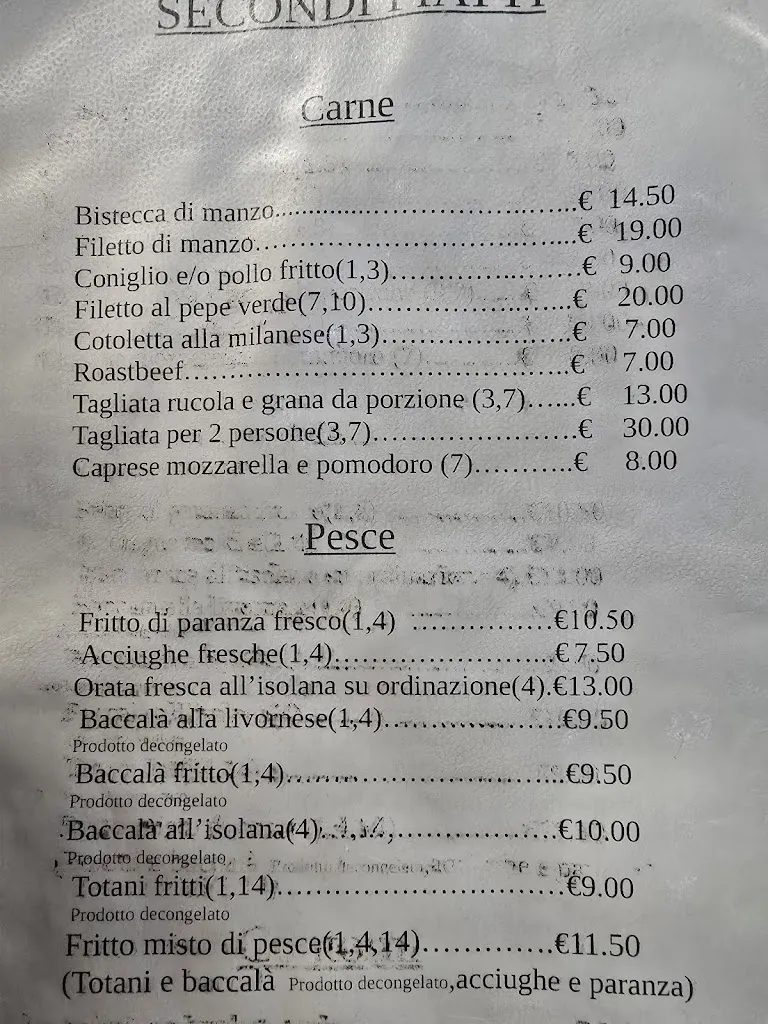 SECONDI PIATTI
Carne
Bistecca di manzo..........................................€ 14.50
Filetto di manzo.............................................€ 19.00
Coniglio e/o pollo fritto(1,3)..........................€ 9.00
Filetto al pepe verde(7,10)............................€ 20.00
Cotoletta alla milanese(1,3)..........................€ 7.00
Roastbeef......................................................€ 7.00
Tagliata rucola e grana da porzione (3,7)......€ 13.00
Tagliata per 2 persone(3,7)............................€ 30.00
Caprese mozzarella e pomodoro (7)............€ 8.00
Pesce
Fritto di paranza fresco(1,4) .................€10.50
Acciughe fresche(1,4)...........................€ 7.50
Orata fresca all'isolana su ordinazione(4).€13.00
Baccalà alla livornese(1,4)......................€9.50
Prodotto decongelato
Baccalà fritto(1,4)..................................€9.50
Prodotto decongelato
Baccalà all'isolana(4)............................€10.00
Prodotto decongelato
Totani fritti(1,14)...................................€9.00
Prodotto decongelato
Fritto misto di pesce(1,4,14).............€11.50
(Totani e baccalà Prodotto decongelato,acciughe e paranza)